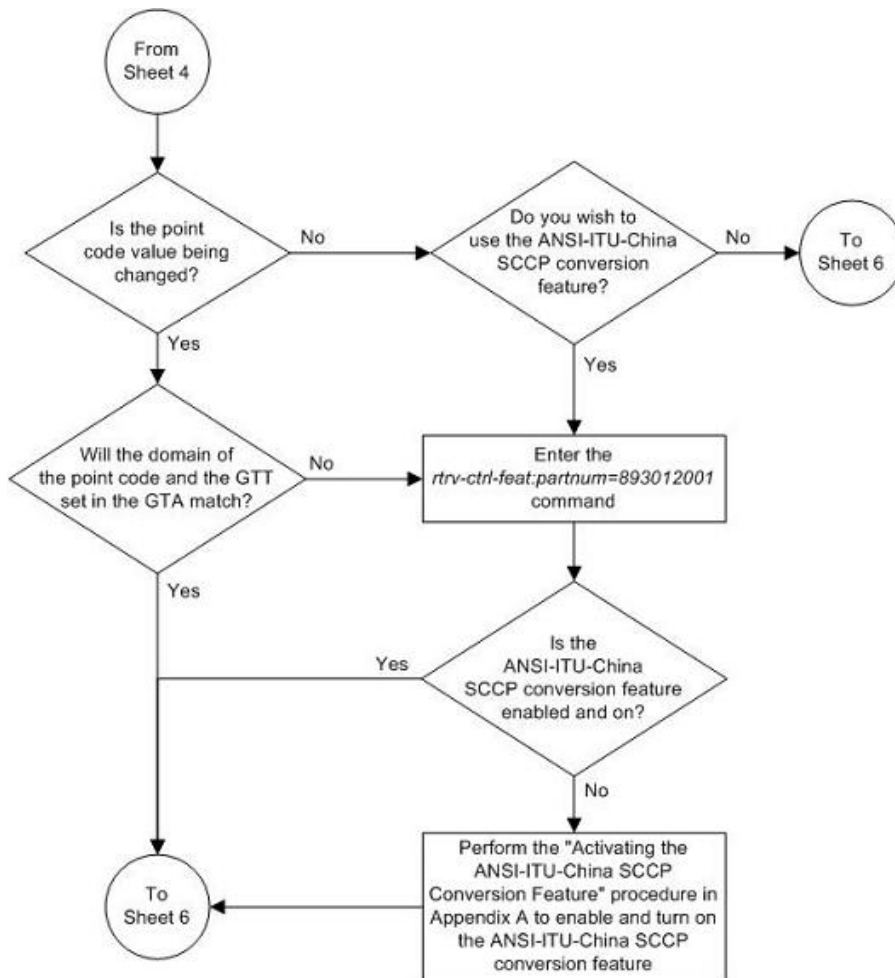 From
Sheet 4
Is the point
code value being
changed?
No
Do you wish to
use the ANSI-ITU-China
SCCP conversion
feature?
No
To
Sheet 6
Yes
Yes
Will the domain of
the point code and the GTT
set in the GTA match?
No
Enter the
rtrv-ctrl-feat:partnum=893012001
command
Yes
Yes
Is the
ANSI-ITU-China
SCCP conversion feature
enabled and on?
No
To
Sheet 6
Perform the "Activating the
ANSI-ITU-China SCCP
Conversion Feature" procedure in
Appendix A to enable and turn on
the ANSI-ITU-China SCCP
conversion feature